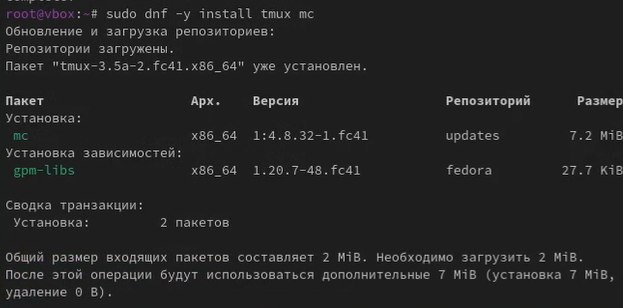 root@vbox:~# sudo dnf -y install tmux mc
Обновление и загрузка репозиториев:
Репозитории загружены.
Пакет "tmux-3.5a-2.fc41.x86_64" уже установлен.
Пакет Арх. Версия Репозиторий Размер
Установка:
mc x86_64 1:4.8.32-1.fc41 updates 7.2 MiB
Установка зависимостей:
gpm-libs x86_64 1.20.7-48.fc41 fedora 27.7 KiB
Сводка транзакции:
Установка: 2 пакетов
Общий размер входящих пакетов составляет 2 MiB. Необходимо загрузить 2 MiB.
После этой операции будут использоваться дополнительные 7 MiB (установка 7 MiB,
удаление 0 B).